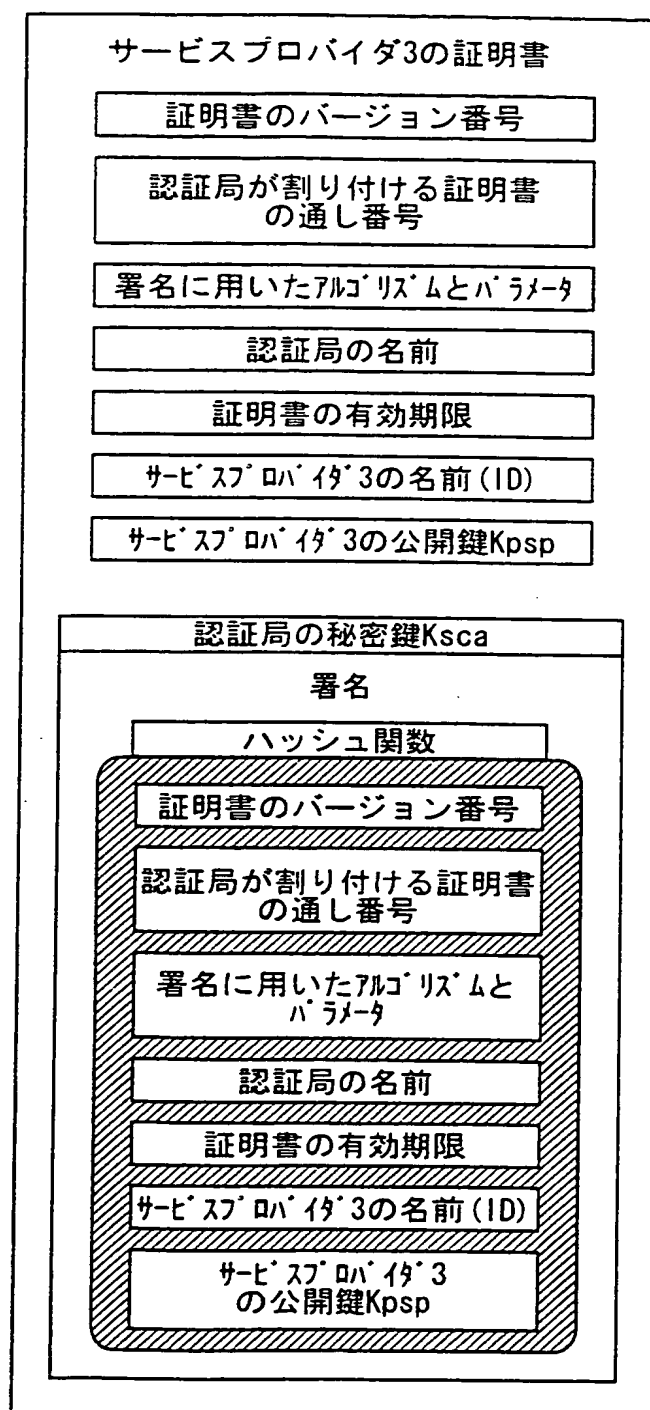 サービスプロバイダ3の証明書
証明書のバージョン番号
認証局が割り付ける証明書
の通し番号
署名に用いたｱﾙｺﾞﾘｽﾞﾑとﾊﾟﾗﾒｰﾀ
認証局の名前
証明書の有効期限
ｻｰﾋﾞｽﾌﾟﾛﾊﾞｲﾀﾞ3の名前(ID)
ｻｰﾋﾞｽﾌﾟﾛﾊﾞｲﾀﾞ3の公開鍵Kpsp
認証局の秘密鍵Ksca
署名
ハッシュ関数
証明書のバージョン番号
認証局が割り付ける証明書
の通し番号
署名に用いたｱﾙｺﾞﾘｽﾞﾑと
ﾊﾟﾗﾒｰﾀ
認証局の名前
証明書の有効期限
ｻｰﾋﾞｽﾌﾟﾛﾊﾞｲﾀﾞ3の名前(ID)
ｻｰﾋﾞｽﾌﾟﾛﾊﾞｲﾀﾞ3
の公開鍵Kpsp